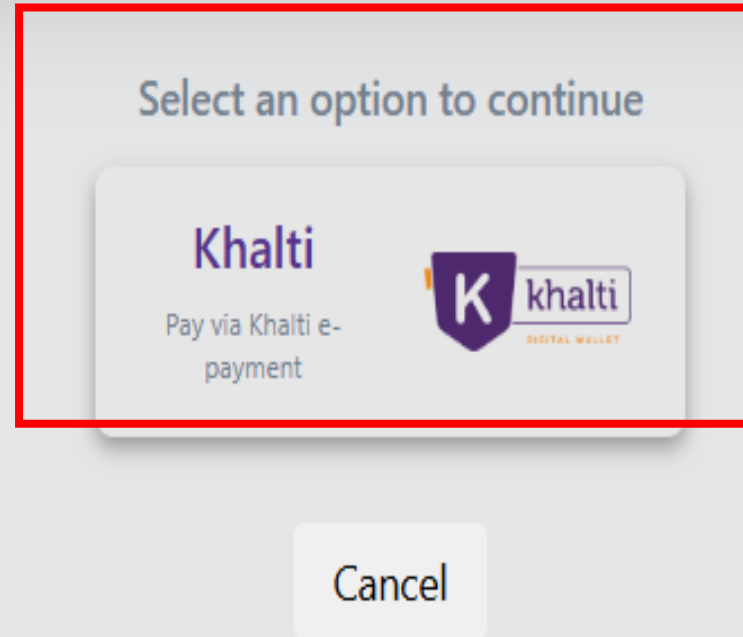 Select an option to continue
Khalti
Pay via Khalti e-
payment
K khalti
DIGITAL WALLET
Cancel